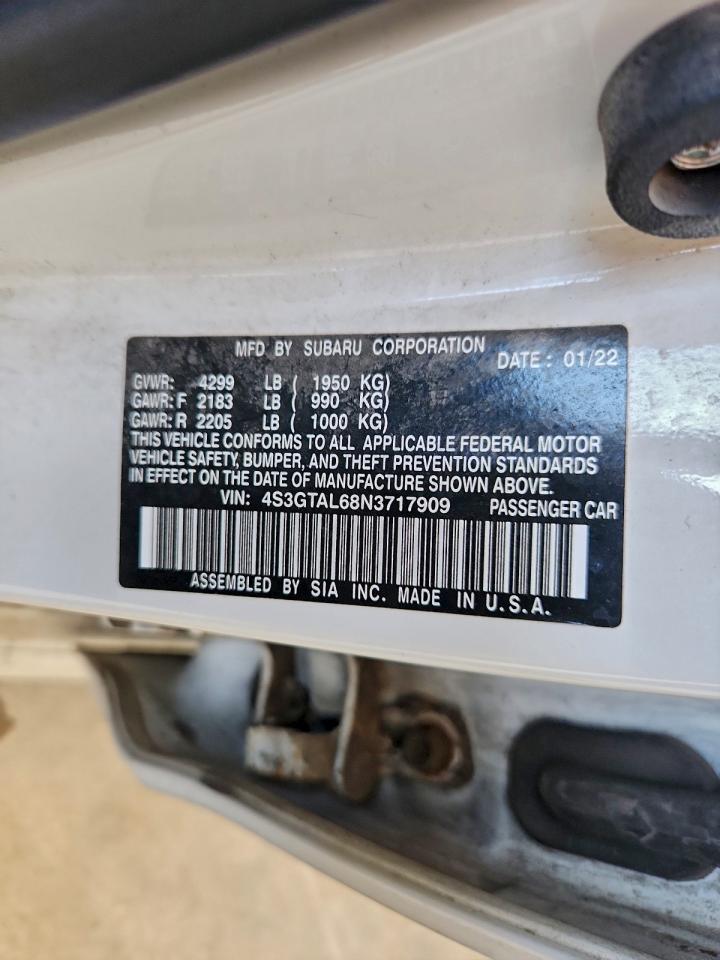 MFD BY SUBARU CORPORATION DATE: 01/22
GVWR: 4299 LB ( 1950 KG)
GAWR: F 2183 LB ( 990 KG)
GAWR: R 2205 LB ( 1000 KG)
THIS VEHICLE CONFORMS TO ALL APPLICABLE FEDERAL MOTOR
VEHICLE SAFETY, BUMPER, AND THEFT PREVENTION STANDARDS
IN EFFECT ON THE DATE OF MANUFACTURE SHOWN ABOVE.
VIN: 4S3GTAL68N3717909 PASSENGER CAR
ASSEMBLED BY SIA INC. MADE IN U.S.A.